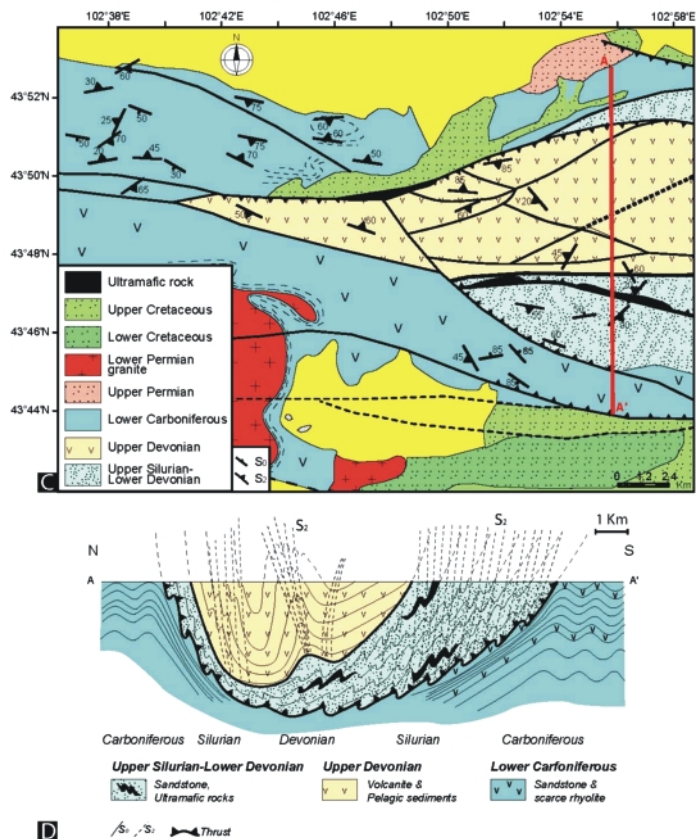 102°38' 102°42' 102°46' 102°50' 102°54' 102°58'
N
43°52'
43°50'
43°48'
43°46'
43°44'
A
A'
30 60 75 60 60 50 25 50 75 50 70 45 70 50 20 30 65
85 85 60 20 50 60 45 60
45 85 85 85
Ultramafic rock
Upper Cretaceous
Lower Cretaceous
Lower Permian
granite
Upper Permian
Lower Carboniferous
Upper Devonian
Upper Silurian-
Lower Devonian
S0
S2
0 1.2 2.4
Km
C
S2 S2 1 Km
N S
A A'
Carboniferous Silurian Devonian Silurian Carboniferous
Upper Silurian-Lower Devonian Upper Devonian Lower Carfoniferous
Sandstone, Volcanite & Sandstone &
Ultramafic rocks Pelagic sediments scarce rhyolite
D
S0 S2 Thrust